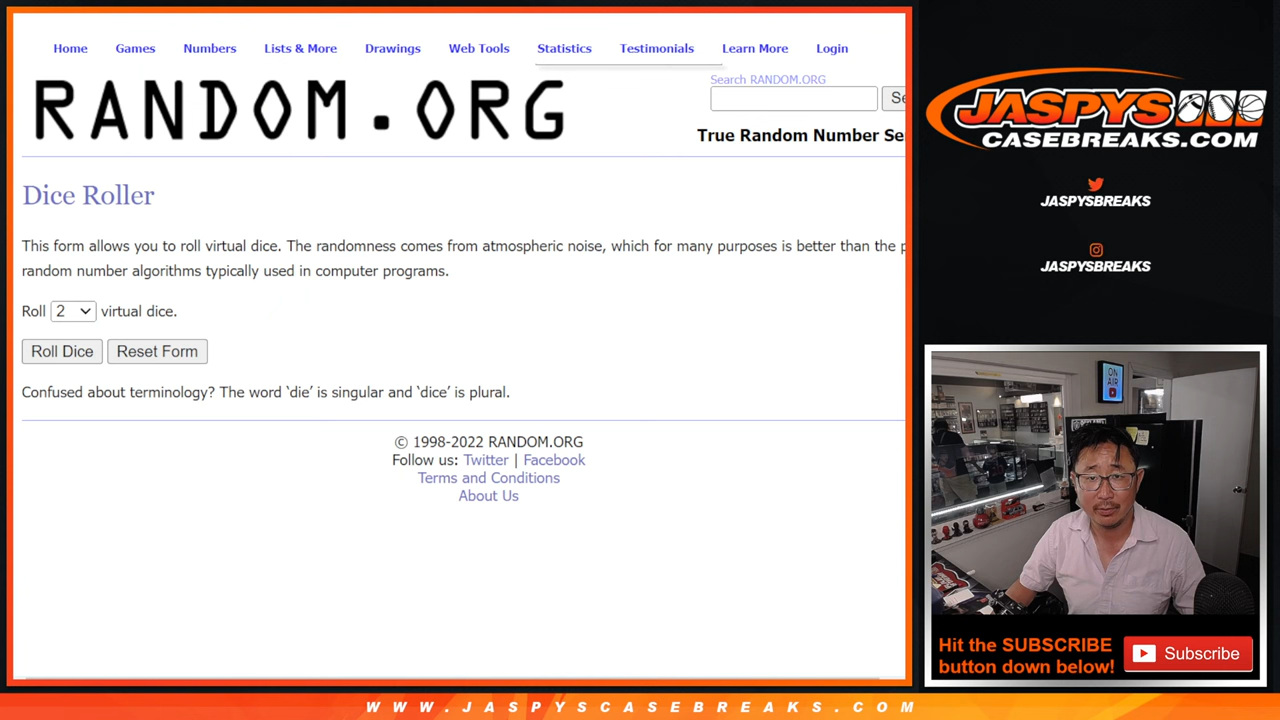 Home Games Numbers Lists & More Drawings Web Tools Statistics Testimonials Learn More Login
RANDOM.ORG
Search RANDOM.ORG
Se
True Random Number Se
Dice Roller
This form allows you to roll virtual dice. The randomness comes from atmospheric noise, which for many purposes is better than the p
random number algorithms typically used in computer programs.
Roll 2 virtual dice.
Roll Dice Reset Form
Confused about terminology? The word ‘die’ is singular and ‘dice’ is plural.
© 1998-2022 RANDOM.ORG
Follow us: Twitter | Facebook
Terms and Conditions
About Us
JASPYS
CASEBREAKS.COM
JASPYSBREAKS
JASPYSBREAKS
ON
AIR
Hit the SUBSCRIBE
button down below!
Subscribe
WWW.JASPYSCASEBREAKS.COM